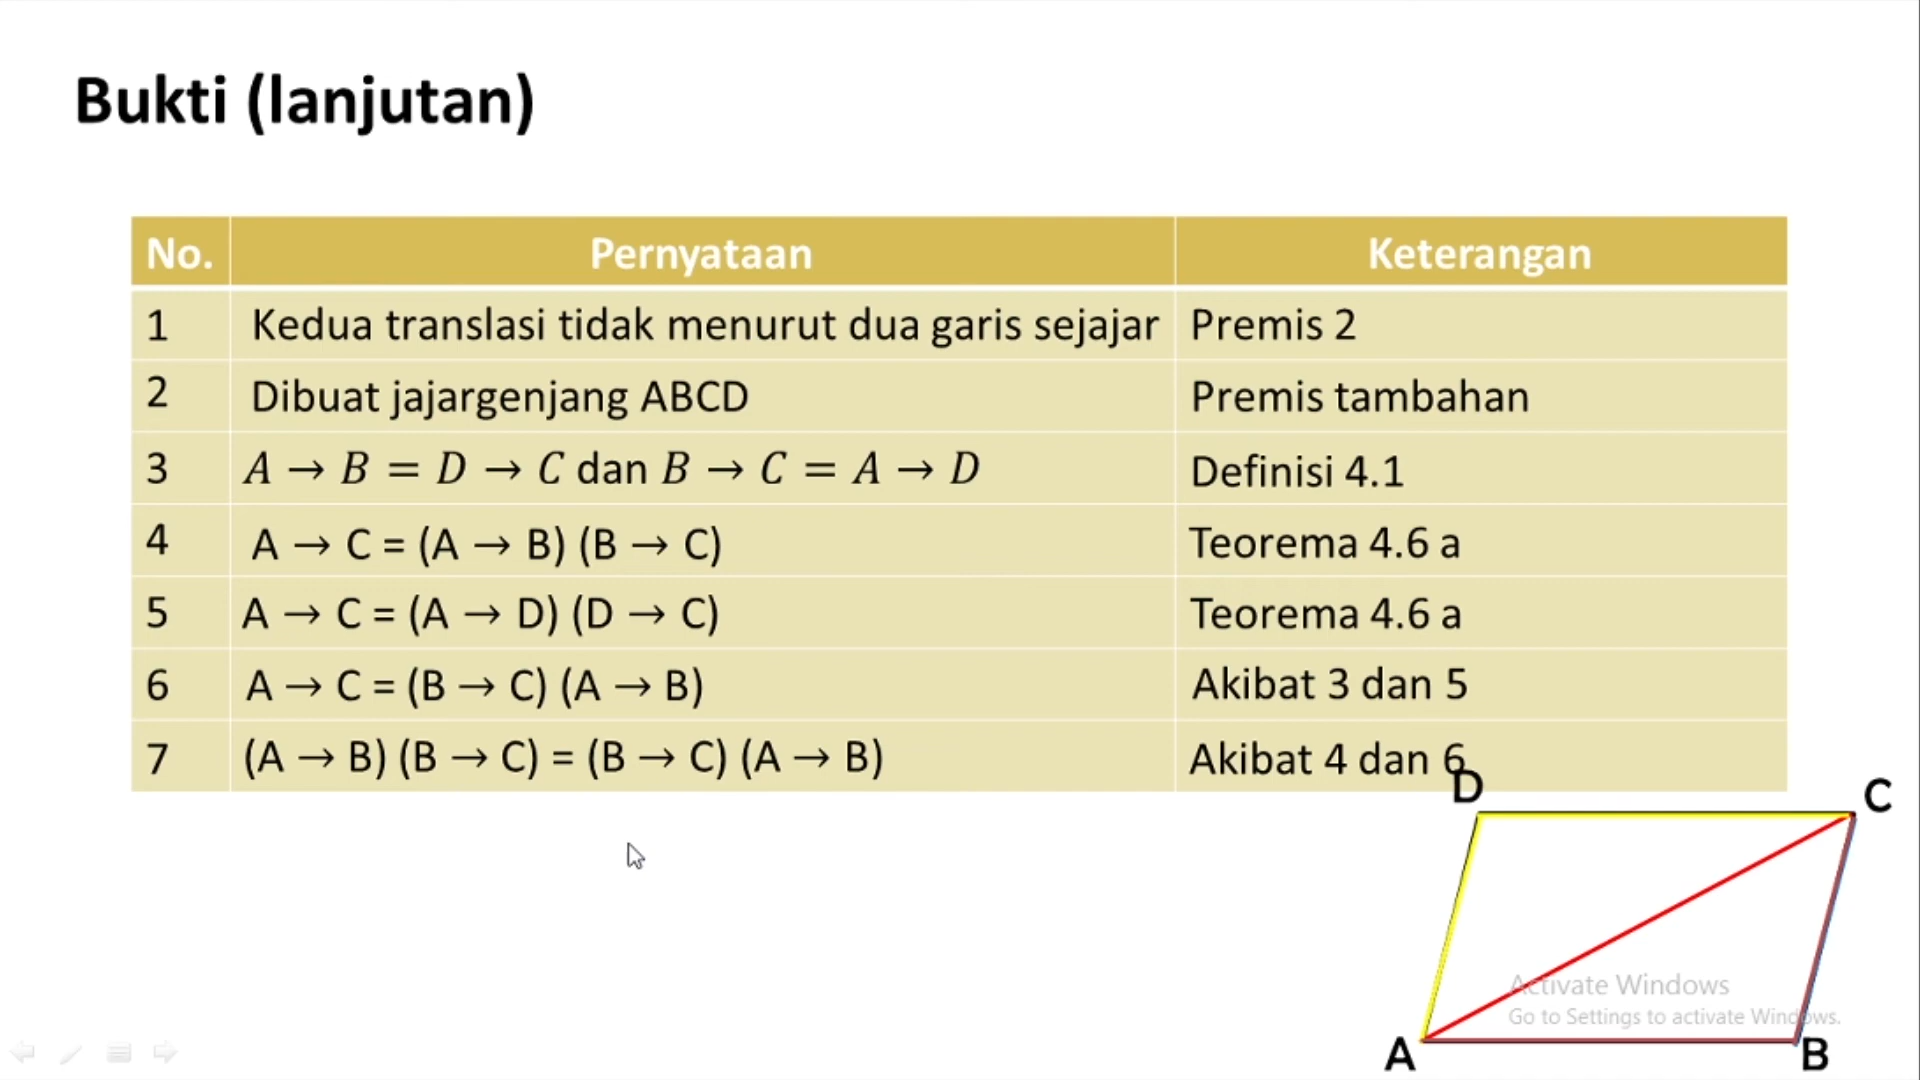 Bukti (lanjutan)
No. Pernyataan Keterangan
1 Kedua translasi tidak menurut dua garis sejajar Premis 2
2 Dibuat jajargenjang ABCD Premis tambahan
3 A → B = D → C dan B → C = A → D Definisi 4.1
4 A → C = (A → B) (B → C) Teorema 4.6 a
5 A → C = (A → D) (D → C) Teorema 4.6 a
6 A → C = (B → C) (A → B) Akibat 3 dan 5
7 (A → B) (B → C) = (B → C) (A → B) Akibat 4 dan 6
D C
Activate Windows
Go to Settings to activate Windows.
A B